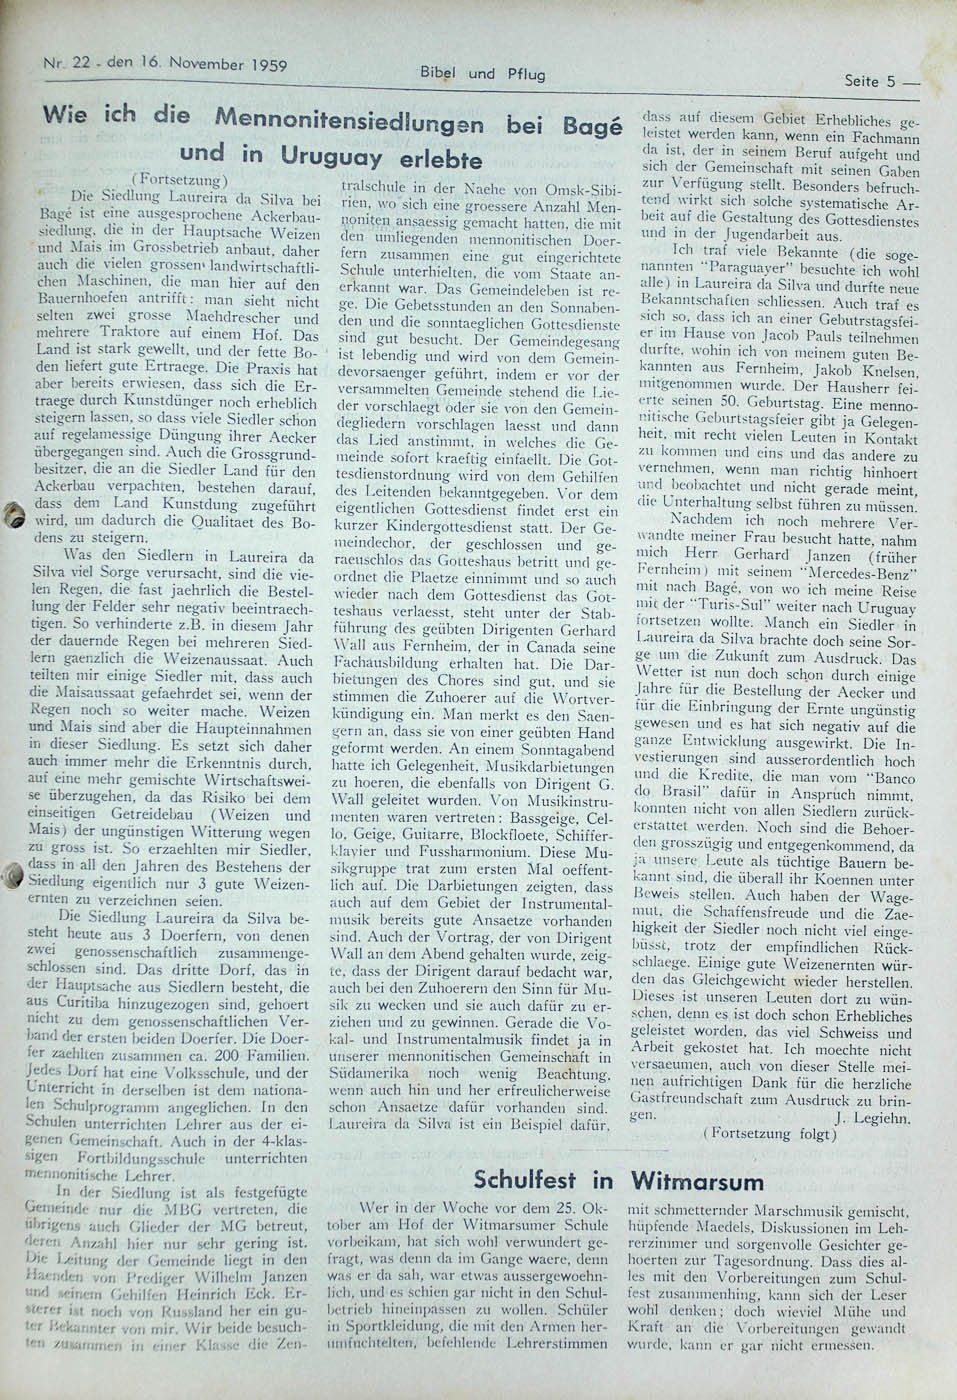 Nr. 22 - den 16. November 1959
Bibel und Pflug
Seite 5 —
Wie ich die Mennonitensiedlungen bei Bagé
und in Uruguay erlebte
(Fortsetzung)
Die Siedlung Laureira da Silva bei
Bagé ist eine ausgesprochene Ackerbau-
siedlung, die in der Hauptsache Weizen
und Mais im Grossbetrieb anbaut, daher
auch die vielen grossen landwirtschaftli-
chen Maschinen, die man hier auf den
Bauernhoefen antrifft: man sieht nicht
selten zwei grosse Maehdrescher und
mehrere Traktore auf einem Hof. Das
Land ist stark gewellt, und der fette Bo-
den liefert gute Ertraege. Die Praxis hat
aber bereits erwiesen, dass sich die Er-
traege durch Kunstdünger noch erheblich
steigern lassen, so dass viele Siedler schon
auf regelamessige Düngung ihrer Aecker
übergegangen sind. Auch die Grossgrund-
besitzer, die an die Siedler Land für den
Ackerbau verpachten, bestehen darauf,
dass dem Land Kunstdung zugeführt
wird, um dadurch die Qualitaet des Bo-
dens zu steigern.
Was den Siedlern in Laureira da
Silva viel Sorge verursacht, sind die vie-
len Regen, die fast jaehrlich die Bestel-
lung der Felder sehr negativ beeintraech-
tigen. So verhinderte z.B. in diesem Jahr
der dauernde Regen bei mehreren Sied-
lern gaenzlich die Weizenaussaat. Auch
teilten mir einige Siedler mit, dass auch
die Maisaussaat gefaehrdet sei, wenn der
Regen noch so weiter mache. Weizen
und Mais sind aber die Haupteinnahmen
in dieser Siedlung. Es setzt sich daher
auch immer mehr die Erkenntnis durch,
auf eine mehr gemischte Wirtschaftswei-
se überzugehen, da das Risiko bei dem
einseitigen Getreidebau (Weizen und
Mais) der ungünstigen Witterung wegen
zu gross ist. So erzaehlten mir Siedler,
dass in all den Jahren des Bestehens der
Siedlung eigentlich nur 3 gute Weizen-
ernten zu verzeichnen seien.
Die Siedlung Laureira da Silva be-
steht heute aus 3 Doerfern, von denen
zwei genossenschaftlich zusammenge-
schlossen sind. Das dritte Dorf, das in
der Hauptsache aus Siedlern besteht, die
aus Curitiba hinzugezogen sind, gehoert
nicht zu dem genossenschaftlichen Ver-
band der ersten beiden Doerfer. Die Doer-
fer zaehlten zusammen ca. 200 Familien.
Jedes Dorf hat eine Volksschule, und der
Unterricht in derselben ist dem nationa-
len Schulprogramm angeglichen. In den
Schulen unterrichten Lehrer aus der ei-
genen Gemeinschaft. Auch in der 4-klas-
sigen Fortbildungsschule unterrichten
mennonitische Lehrer.
In der Siedlung ist als festgefügte
Gemeinde nur die MBG vertreten, die
übrigens auch Glieder der MG betreut,
deren Anzahl hier nur sehr gering ist.
Die Leitung der Gemeinde liegt in den
Haenden von Prediger Wilhelm Janzen
und seinem Gehilfen Heinrich Eck. Er-
sterer ist noch von Russland her ein gu-
ter Bekannter von mir. Wir beide besuch-
ten zusammen in einer Klasse die Zen-
tralschule in der Naehe von Omsk-Sibi-
rien, wo sich eine groessere Anzahl Men-
noniten ansaessig gemacht hatten, die mit
den umliegenden mennonitischen Doer-
fern zusammen eine gut eingerichtete
Schule unterhielten, die vom Staate an-
erkannt war. Das Gemeindeleben ist re-
ge. Die Gebetsstunden an den Sonnaben-
den und die sonntaeglichen Gottesdienste
sind gut besucht. Der Gemeindegesang
ist lebendig und wird von dem Gemein-
devorsaenger geführt, indem er vor der
versammelten Gemeinde stehend die Lie-
der vorschlaegt oder sie von den Gemein-
degliedern vorschlagen laesst und dann
das Lied anstimmt, in welches die Ge-
meinde sofort kraeftig einfaellt. Die Got-
tesdienstordnung wird von dem Gehilfen
des Leitenden bekanntgegeben. Vor dem
eigentlichen Gottesdienst findet erst ein
kurzer Kindergottesdienst statt. Der Ge-
meindechor, der geschlossen und ge-
raeuschlos das Gotteshaus betritt und ge-
ordnet die Plaetze einnimmt und so auch
wieder nach dem Gottesdienst das Got-
teshaus verlaesst, steht unter der Stab-
führung des geübten Dirigenten Gerhard
Wall aus Fernheim, der in Canada seine
Fachausbildung erhalten hat. Die Dar-
bietungen des Chores sind gut, und sie
stimmen die Zuhoerer auf die Wortver-
kündigung ein. Man merkt es den Saen-
gern an, dass sie von einer geübten Hand
geformt werden. An einem Sonntagabend
hatte ich Gelegenheit, Musikdarbietungen
zu hoeren, die ebenfalls von Dirigent G.
Wall geleitet wurden. Von Musikinstru-
menten waren vertreten: Bassgeige, Cel-
lo, Geige, Guitarre, Blockfloete, Schiffer-
klavier und Fussharmonium. Diese Mu-
sikgruppe trat zum ersten Mal oeffent-
lich auf. Die Darbietungen zeigten, dass
auch auf dem Gebiet der Instrumental-
musik bereits gute Ansaetze vorhanden
sind. Auch der Vortrag, der von Dirigent
Wall an dem Abend gehalten wurde, zeig-
te, dass der Dirigent darauf bedacht war,
auch bei den Zuhoerern den Sinn für Mu-
sik zu wecken und sie auch dafür zu er-
ziehen und zu gewinnen. Gerade die Vo-
kal- und Instrumentalmusik findet ja in
unserer mennonitischen Gemeinschaft in
Südamerika noch wenig Beachtung,
wenn auch hin und her erfreulicherweise
schon Ansaetze dafür vorhanden sind.
Laureira da Silva ist ein Beispiel dafür,
dass auf diesem Gebiet Erhebliches ge-
leistet werden kann, wenn ein Fachmann
da ist, der in seinem Beruf aufgeht und
sich der Gemeinschaft mit seinen Gaben
zur Verfügung stellt. Besonders befruch-
tend wirkt sich solche systematische Ar-
beit auf die Gestaltung des Gottesdienstes
und in der Jugendarbeit aus.
Ich traf viele Bekannte (die soge-
nannten "Paraguayer" besuchte ich wohl
alle) in Laureira da Silva und durfte neue
Bekanntschaften schliessen. Auch traf es
sich so, dass ich an einer Gebutrstagsfei-
er im Hause von Jacob Pauls teilnehmen
durfte, wohin ich von meinem guten Be-
kannten aus Fernheim, Jakob Knelsen,
mitgenommen wurde. Der Hausherr fei-
erte seinen 50. Geburtstag. Eine menno-
nitische Geburtstagsfeier gibt ja Gelegen-
heit, mit recht vielen Leuten in Kontakt
zu kommen und eins und das andere zu
vernehmen, wenn man richtig hinhoert
und beobachtet und nicht gerade meint,
die Unterhaltung selbst führen zu müssen.
Nachdem ich noch mehrere Ver-
wandte meiner Frau besucht hatte, nahm
mich Herr Gerhard Janzen (früher
Fernheim) mit seinem "Mercedes-Benz"
mit nach Bagé, von wo ich meine Reise
mit der "Turis-Sul" weiter nach Uruguay
fortsetzen wollte. Manch ein Siedler in
Laureira da Silva brachte doch seine Sor-
ge um die Zukunft zum Ausdruck. Das
Wetter ist nun doch schon durch einige
Jahre für die Bestellung der Aecker und
für die Einbringung der Ernte ungünstig
gewesen und es hat sich negativ auf die
ganze Entwicklung ausgewirkt. Die In-
vestierungen sind ausserordentlich hoch
und die Kredite, die man vom "Banco
do Brasil" dafür in Anspruch nimmt,
konnten nicht von allen Siedlern zurück-
erstattet werden. Noch sind die Behoer-
den grosszügig und entgegenkommend, da
ja unsere Leute als tüchtige Bauern be-
kannt sind, die überall ihr Koennen unter
Beweis stellen. Auch haben der Wage-
mut, die Schaffensfreude und die Zae-
higkeit der Siedler noch nicht viel einge-
büsst, trotz der empfindlichen Rück-
schlaege. Einige gute Weizenernten wür-
den das Gleichgewicht wieder herstellen.
Dieses ist unseren Leuten dort zu wün-
schen, denn es ist doch schon Erhebliches
geleistet worden, das viel Schweiss und
Arbeit gekostet hat. Ich moechte nicht
versaeumen, auch von dieser Stelle mei-
nen aufrichtigen Dank für die herzliche
Gastfreundschaft zum Ausdruck zu brin-
gen. J. Legiehn.
(Fortsetzung folgt)
Schulfest in Witmarsum
Wer in der Woche vor dem 25. Ok-
tober am Hof der Witmarsumer Schule
vorbeikam, hat sich wohl verwundert ge-
fragt, was denn da im Gange waere, denn
was er da sah, war etwas aussergewoehn-
lich, und es schien gar nicht in den Schul-
betrieb hineinpassen zu wollen. Schüler
in Sportkleidung, die mit den Armen her-
umfuchtelten, befehlende Lehrerstimmen
mit schmetternder Marschmusik gemischt,
hüpfende Maedels, Diskussionen im Leh-
rerzimmer und sorgenvolle Gesichter ge-
hoerten zur Tagesordnung. Dass dies al-
les mit den Vorbereitungen zum Schul-
fest zusammenhing, kann sich der Leser
wohl denken; doch wieviel Mühe und
Kraft an die Vorbereitungen gewandt
wurde, kann er gar nicht ermessen.